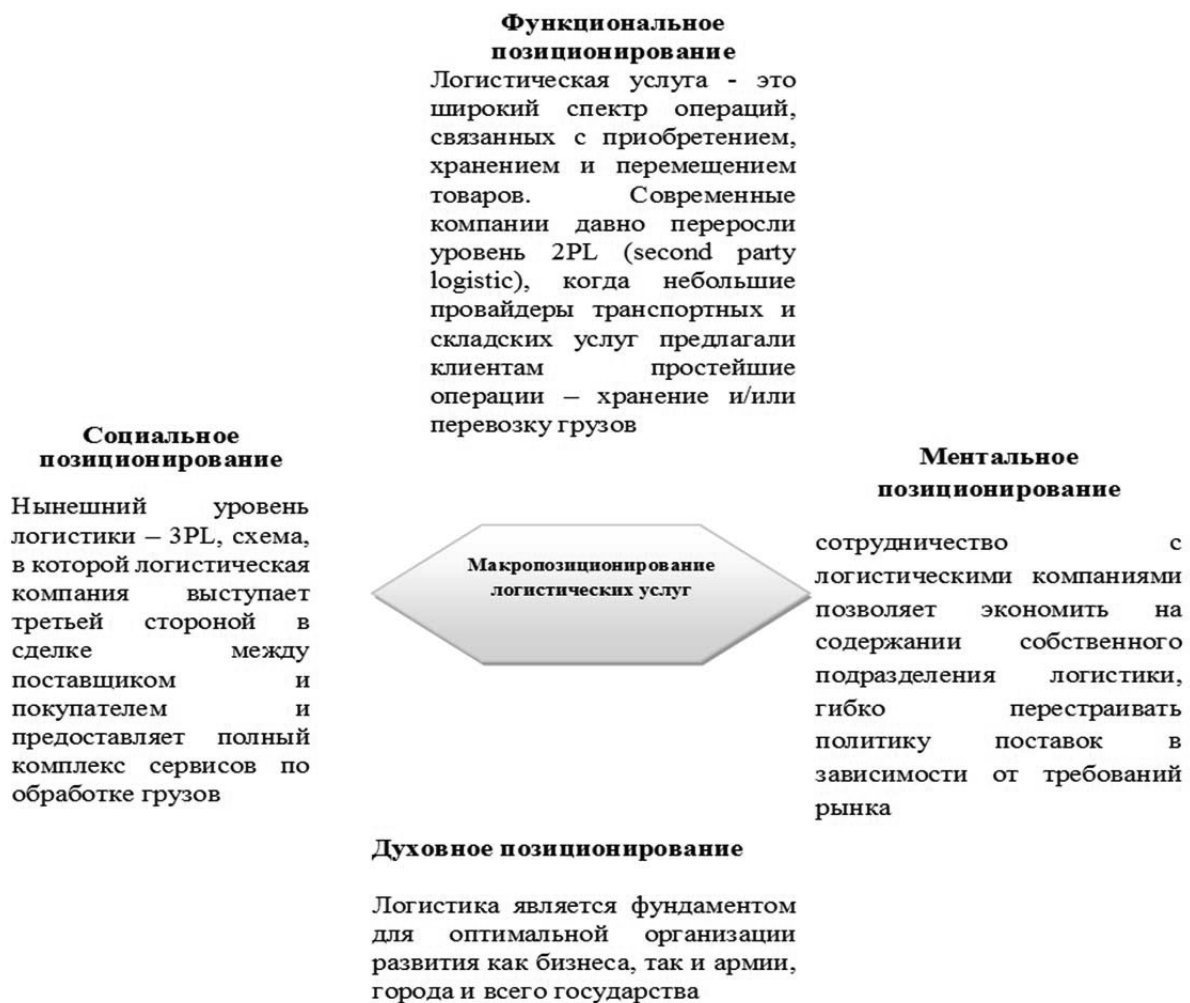 Функциональное
позиционирование
Логистическая услуга - это
широкий спектр операций,
связанных с приобретением,
хранением и перемещением
товаров. Современные
компании давно переросли
уровень 2PL (second party
logistic), когда небольшие
провайдеры транспортных и
складских услуг предлагали
клиентам простейшие
операции – хранение и/или
перевозку грузов
Социальное
позиционирование
Нынешний уровень
логистики – 3PL, схема,
в которой логистическая
компания выступает
третьей стороной в
сделке между
поставщиком и
покупателем и
предоставляет полный
комплекс сервисов по
обработке грузов
Макропозиционирование
логистических услуг
Ментальное
позиционирование
сотрудничество с
логистическими компаниями
позволяет экономить на
содержании собственного
подразделения логистики,
гибко перестраивать
политику поставок в
зависимости от требований
рынка
Духовное позиционирование
Логистика является фундаментом
для оптимальной организации
развития как бизнеса, так и армии,
города и всего государства